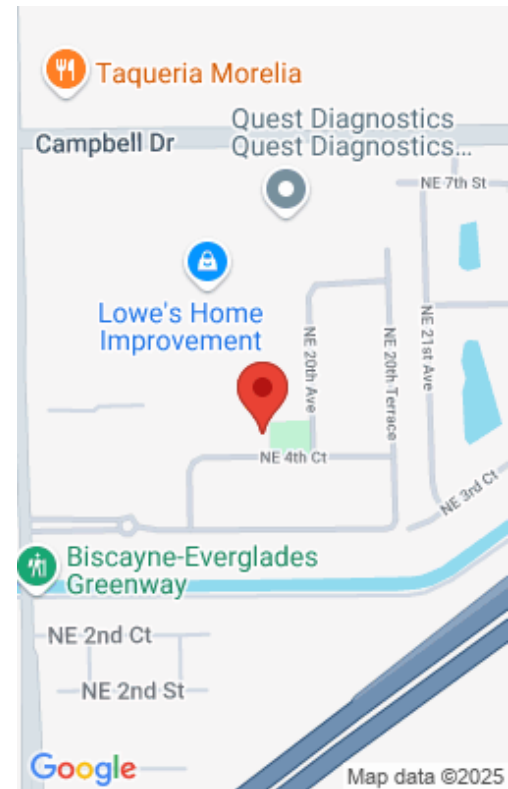 Taqueria Morelia
Quest Diagnostics
Campbell Dr
Quest Diagnostics...
NE 7th St
Lowe's Home
Improvement
NE 20th Ave
NE 20th Terrace
NE 21st Ave
NE 4th Ct
NE 3rd Ct
Biscayne-Everglades
Greenway
NE 2nd Ct
NE 2nd St
Google
Map data ©2025